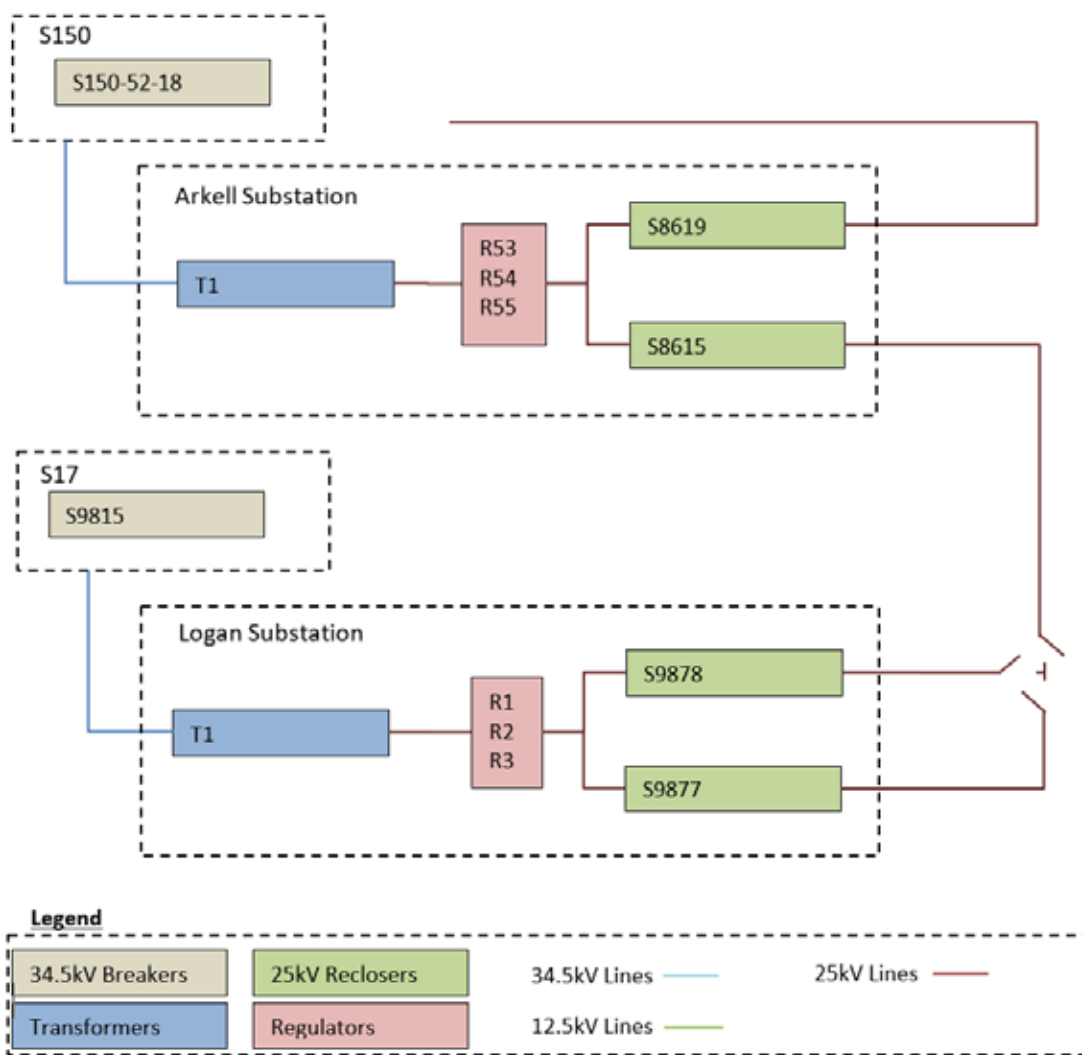 S150
S150-52-18
Arkell Substation
S8619
R53
R54
R55
T1
S8615
S17
S9815
Logan Substation
S9878
R1
R2
R3
T1
S9877
Legend
34.5kV Breakers
25kV Reclosers
34.5kV Lines
25kV Lines
Transformers
Regulators
12.5kV Lines